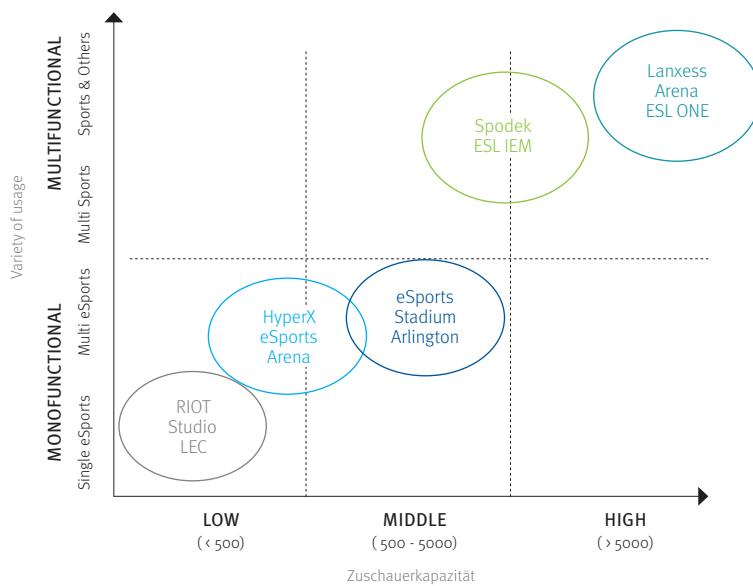 Variety of usage
MULTIFUNCTIONAL
MONOFUNCTIONAL
Sports & Others
Multi Sports
Multi eSports
Single eSports
Lanxess
Arena
ESL ONE
Spodek
ESL IEM
eSports
Stadium
Arlington
HyperX
eSports
Arena
RIOT
Studio
LEC
LOW
( < 500)
MIDDLE
( 500 - 5000)
HIGH
( > 5000)
Zuschauerkapazität